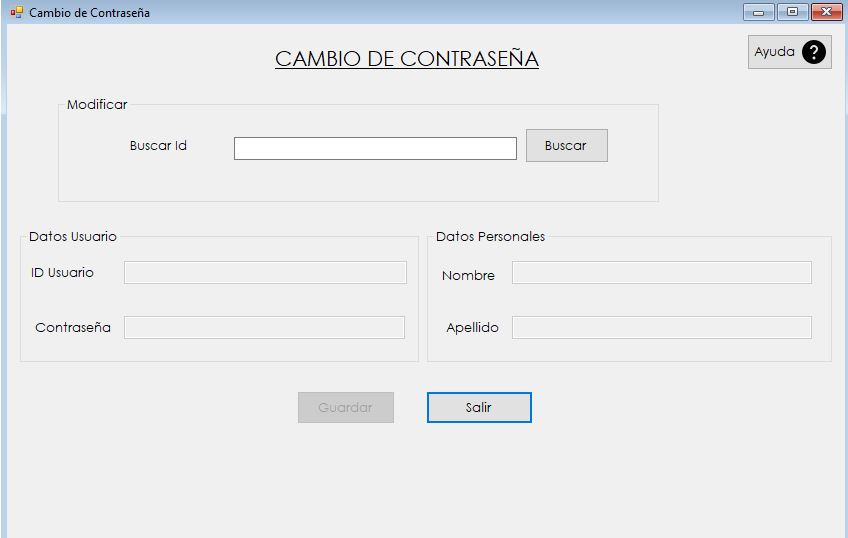 Cambio de Contraseña
CAMBIO DE CONTRASEÑA
Ayuda ?
Modificar
Buscar Id
Buscar
Datos Usuario
ID Usuario
Contraseña
Datos Personales
Nombre
Apellido
Guardar
Salir